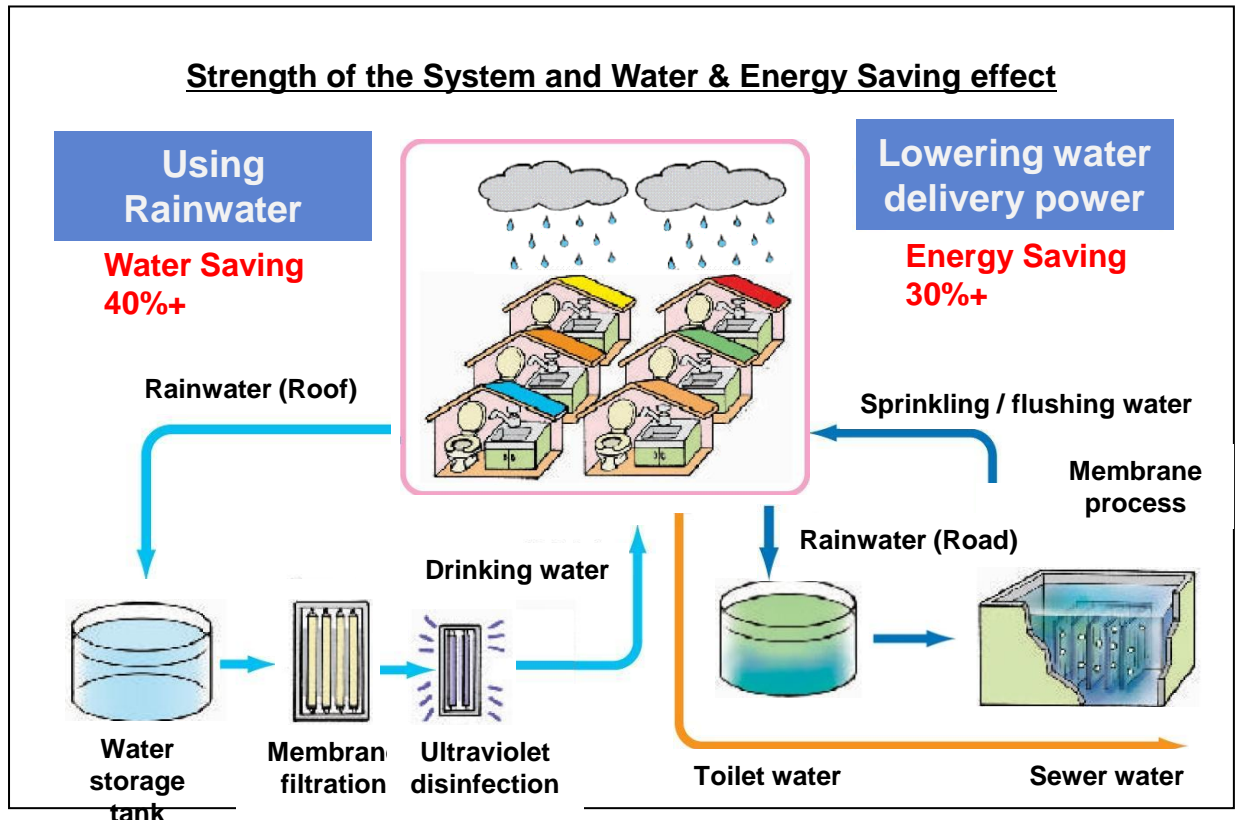 Strength of the System and Water & Energy Saving effect
Using
Rainwater
Water Saving
40%+
Lowering water
delivery power
Energy Saving
30%+
Rainwater (Roof)
Sprinkling / flushing water
Membrane
process
Rainwater (Road)
Drinking water
Water
storage
tank
Membran
filtration
Ultraviolet
disinfection
Toilet water
Sewer water